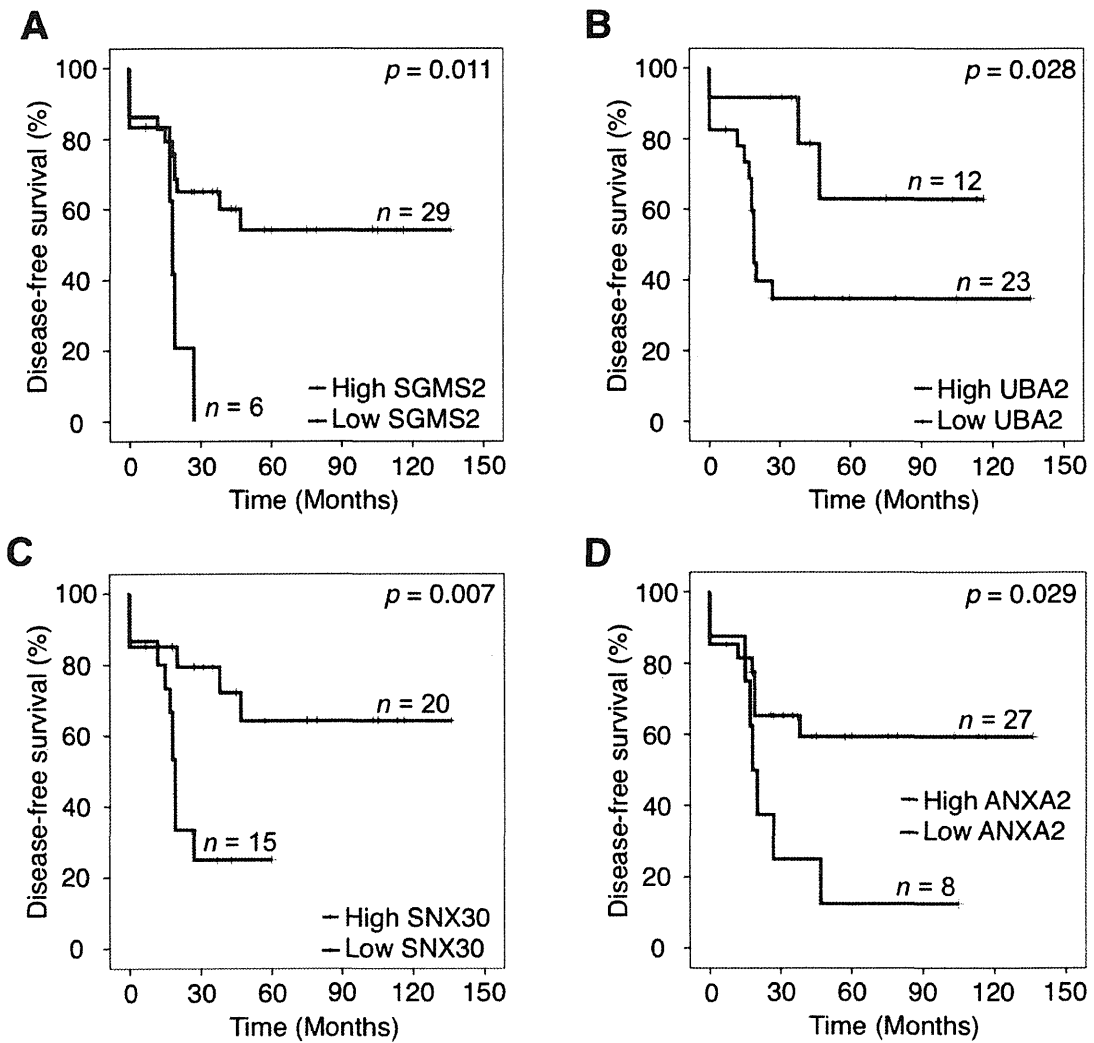 A
p = 0.011
Disease-free survival (%)
100
80
60
40
20
0
n = 29
n = 6
High SGMS2
Low SGMS2
0 30 60 90 120 150
Time (Months)
B
p = 0.028
Disease-free survival (%)
100
80
60
40
20
0
n = 12
n = 23
High UBA2
Low UBA2
0 30 60 90 120 150
Time (Months)
C
p = 0.007
Disease-free survival (%)
100
80
60
40
20
0
n = 20
n = 15
High SNX30
Low SNX30
0 30 60 90 120 150
Time (Months)
D
p = 0.029
Disease-free survival (%)
100
80
60
40
20
0
n = 27
High ANXA2
Low ANXA2
n = 8
0 30 60 90 120 150
Time (Months)